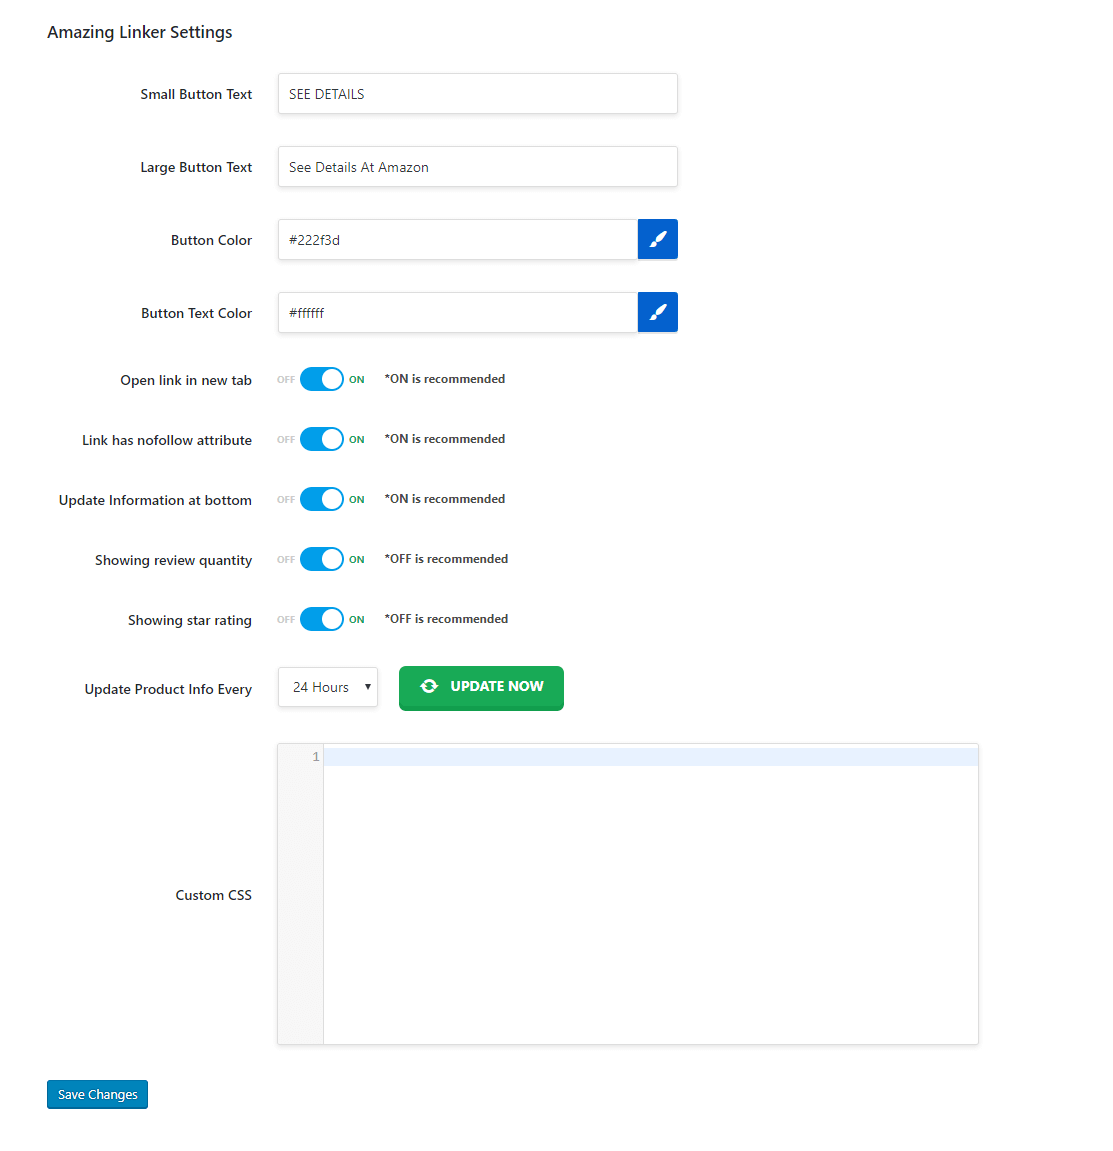 Amazing Linker Settings
Small Button Text SEE DETAILS
Large Button Text See Details At Amazon
Button Color #222f3d
Button Text Color #ffffff
Open link in new tab OFF ON *ON is recommended
Link has nofollow attribute OFF ON *ON is recommended
Update Information at bottom OFF ON *ON is recommended
Showing review quantity OFF ON *OFF is recommended
Showing star rating OFF ON *OFF is recommended
Update Product Info Every 24 Hours UPDATE NOW
1
Custom CSS
Save Changes